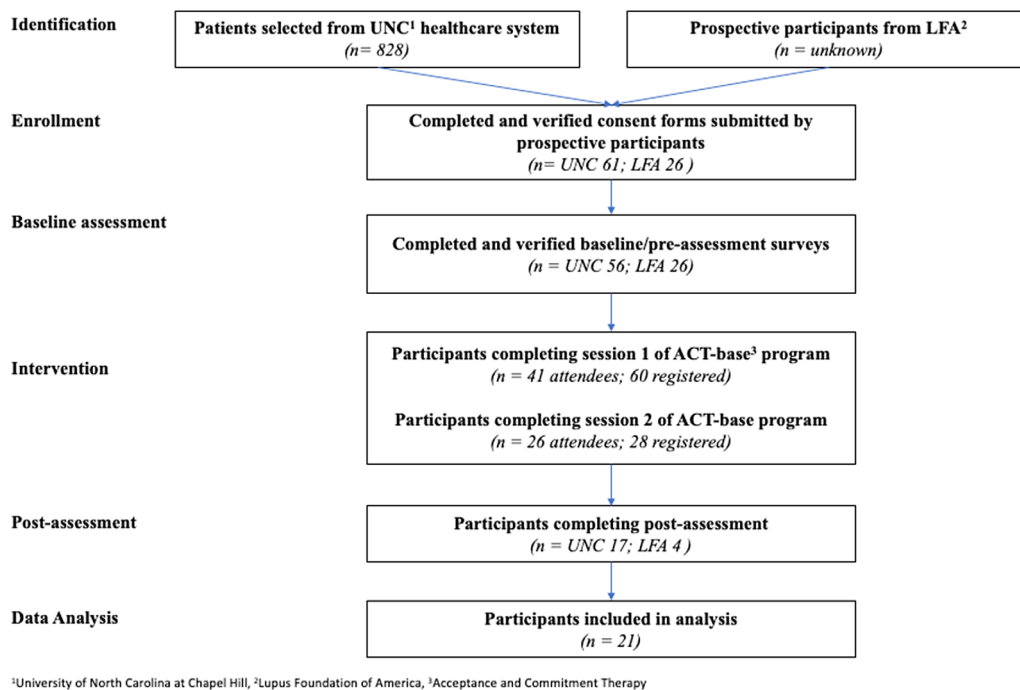 Identification
Patients selected from UNC¹ healthcare system
(n= 828)
Prospective participants from LFA²
(n = unknown)
Enrollment
Completed and verified consent forms submitted by
prospective participants
(n= UNC 61; LFA 26 )
Baseline assessment
Completed and verified baseline/pre-assessment surveys
(n = UNC 56; LFA 26)
Intervention
Participants completing session 1 of ACT-base³ program
(n = 41 attendees; 60 registered)
Participants completing session 2 of ACT-base program
(n = 26 attendees; 28 registered)
Post-assessment
Participants completing post-assessment
(n = UNC 17; LFA 4 )
Data Analysis
Participants included in analysis
(n = 21)
¹University of North Carolina at Chapel Hill, ²Lupus Foundation of America, ³Acceptance and Commitment Therapy